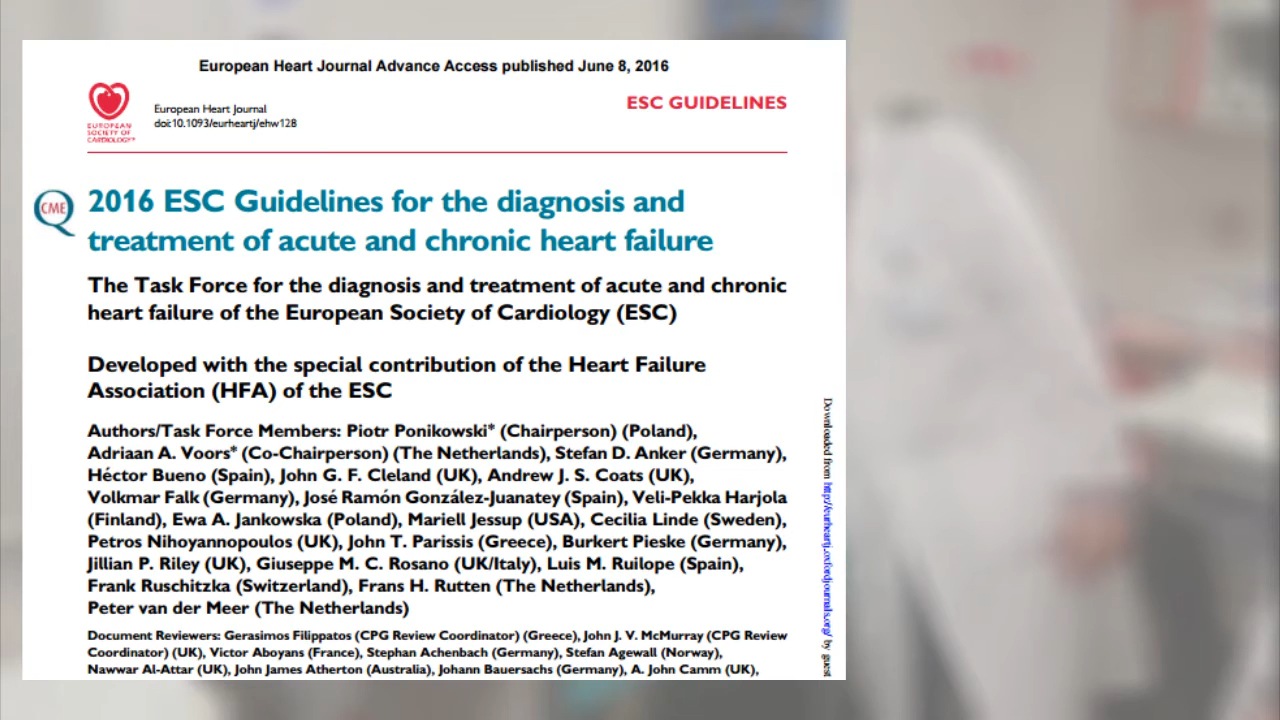 European Heart Journal Advance Access published June 8, 2016
EUROPEAN
SOCIETY OF
CARDIOLOGY®
European Heart Journal
doi:10.1093/eurheartj/ehw128
ESC GUIDELINES
CME
2016 ESC Guidelines for the diagnosis and
treatment of acute and chronic heart failure
The Task Force for the diagnosis and treatment of acute and chronic
heart failure of the European Society of Cardiology (ESC)
Developed with the special contribution of the Heart Failure
Association (HFA) of the ESC
Authors/Task Force Members: Piotr Ponikowski* (Chairperson) (Poland),
Adriaan A. Voors* (Co-Chairperson) (The Netherlands), Stefan D. Anker (Germany),
Héctor Bueno (Spain), John G. F. Cleland (UK), Andrew J. S. Coats (UK),
Volkmar Falk (Germany), José Ramón González-Juanatey (Spain), Veli-Pekka Harjola
(Finland), Ewa A. Jankowska (Poland), Mariell Jessup (USA), Cecilia Linde (Sweden),
Petros Nihoyannopoulos (UK), John T. Parissis (Greece), Burkert Pieske (Germany),
Jillian P. Riley (UK), Giuseppe M. C. Rosano (UK/Italy), Luis M. Ruilope (Spain),
Frank Ruschitzka (Switzerland), Frans H. Rutten (The Netherlands),
Peter van der Meer (The Netherlands)
Document Reviewers: Gerasimos Filippatos (CPG Review Coordinator) (Greece), John J. V. McMurray (CPG Review
Coordinator) (UK), Victor Aboyans (France), Stephan Achenbach (Germany), Stefan Agewall (Norway),
Nawwar Al-Attar (UK), John James Atherton (Australia), Johann Bauersachs (Germany), A. John Camm (UK),
Downloaded from http://eurheartj.oxfordjournals.org/ by guest